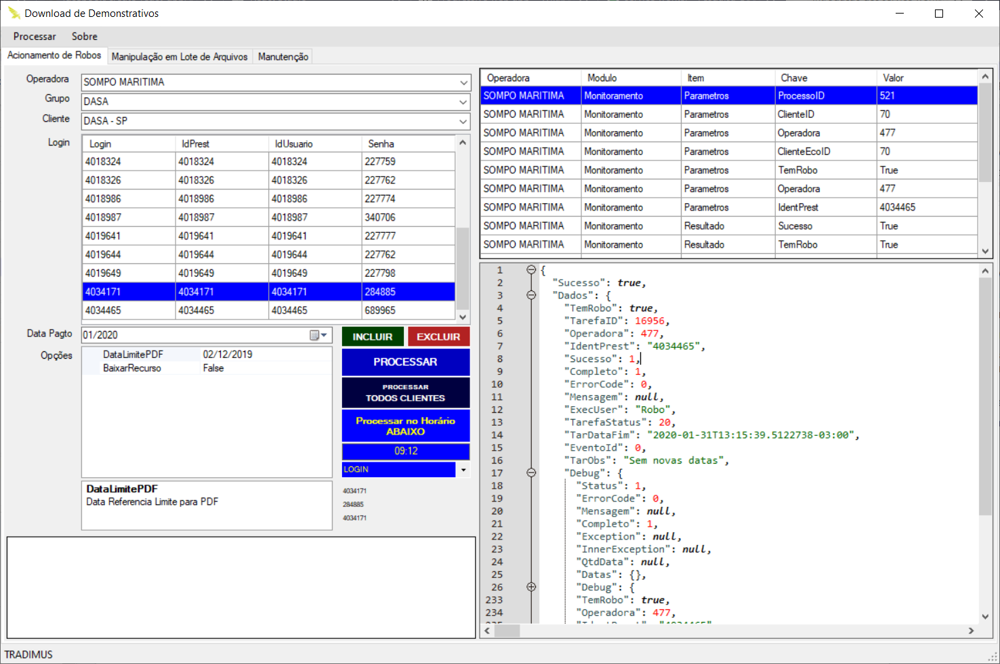 Download de Demonstrativos
Processar Sobre
Acionamento de Robos Manipulação em Lote de Arquivos Manutenção
Operadora SOMPO MARITIMA
Grupo DASA
Cliente DASA - SP
Login
Login IdPrest IdUsuario Senha
4018324 4018324 4018324 227759
4018326 4018326 4018326 227762
4018986 4018986 4018986 227774
4018987 4018987 4018987 340706
4019641 4019641 4019641 227777
4019644 4019644 4019644 227762
4019649 4019649 4019649 227798
4034171 4034171 4034171 284885
4034465 4034465 4034465 689965
Data Pagto 01/2020
Opções
DataLimitePDF 02/12/2019
BaixarRecurso False
DataLimitePDF
Data Referencia Limite para PDF
INCLUIR EXCLUIR
PROCESSAR
PROCESSAR
TODOS CLIENTES
Processar no Horário
ABAIXO
09:12
LOGIN
4034171
284885
4034171
Operadora Modulo Item Chave Valor
SOMPO MARITIMA Monitoramento Parametros ProcessoID 521
SOMPO MARITIMA Monitoramento Parametros ClienteID 70
SOMPO MARITIMA Monitoramento Parametros Operadora 477
SOMPO MARITIMA Monitoramento Parametros ClienteEcoID 70
SOMPO MARITIMA Monitoramento Parametros TemRobo True
SOMPO MARITIMA Monitoramento Parametros Operadora 477
SOMPO MARITIMA Monitoramento Parametros IdentPrest 4034465
SOMPO MARITIMA Monitoramento Resultado Sucesso True
SOMPO MARITIMA Monitoramento Resultado TemRobo True
1 {
2 "Sucesso": true,
3 "Dados": {
4 "TemRobo": true,
5 "TarefaID": 16956,
6 "Operadora": 477,
7 "IdentPrest": "4034465",
8 "Sucesso": 1,
9 "Completo": 1,
10 "ErrorCode": 0,
11 "Mensagem": null,
12 "ExecUser": "Robo",
13 "TarefaStatus": 20,
14 "TarDataFim": "2020-01-31T13:15:39.5122738-03:00",
15 "EventoId": 0,
16 "TarObs": "Sem novas datas",
17 "Debug": {
18 "Status": 1,
19 "ErrorCode": 0,
20 "Mensagem": null,
21 "Completo": 1,
22 "Exception": null,
23 "InnerException": null,
24 "QtdData": null,
25 "Datas": {},
26 "Debug": {
233 "TemRobo": true,
234 "Operadora": 477,
TRADIMUS